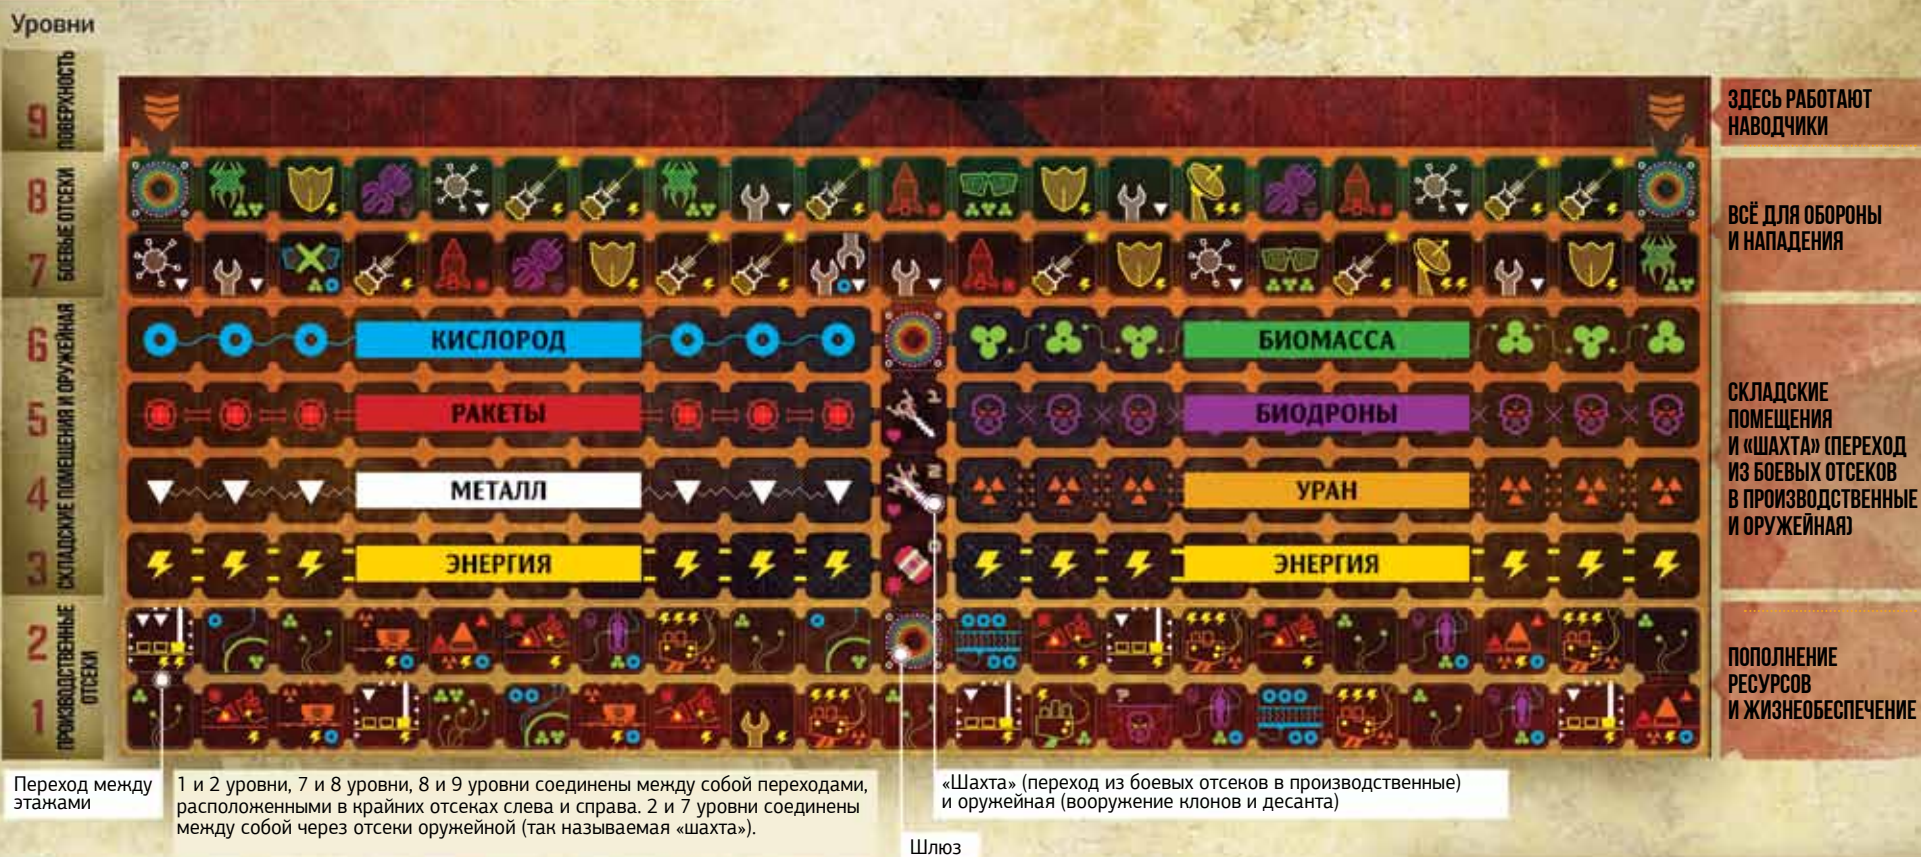 Уровни
9
ПОВЕРХНОСТЬ
8
7
БОЕВЫЕ ОТСЕКИ
6
5
4
3
СКЛАДСКИЕ ПОМЕЩЕНИЯ И ОРУЖЕЙНАЯ
2
1
ПРОИЗВОДСТВЕННЫЕ
ОТСЕКИ
КИСЛОРОД
БИОМАССА
РАКЕТЫ
БИОДРОНЫ
МЕТАЛЛ
УРАН
ЭНЕРГИЯ
ЭНЕРГИЯ
ЗДЕСЬ РАБОТАЮТ
НАВОДЧИКИ
ВСЁ ДЛЯ ОБОРОНЫ
И НАПАДЕНИЯ
СКЛАДСКИЕ
ПОМЕЩЕНИЯ
И «ШАХТА» (ПЕРЕХОД
ИЗ БОЕВЫХ ОТСЕКОВ
В ПРОИЗВОДСТВЕННЫЕ
И ОРУЖЕЙНАЯ)
ПОПОЛНЕНИЕ
РЕСУРСОВ
И ЖИЗНЕОБЕСПЕЧЕНИЕ
Переход между
этажами
1 и 2 уровни, 7 и 8 уровни, 8 и 9 уровни соединены между собой переходами,
расположенными в крайних отсеках слева и справа. 2 и 7 уровни соединены
между собой через отсеки оружейной (так называемая «шахта»).
«Шахта» (переход из боевых отсеков в производственные)
и оружейная (вооружение клонов и десанта)
Шлюз